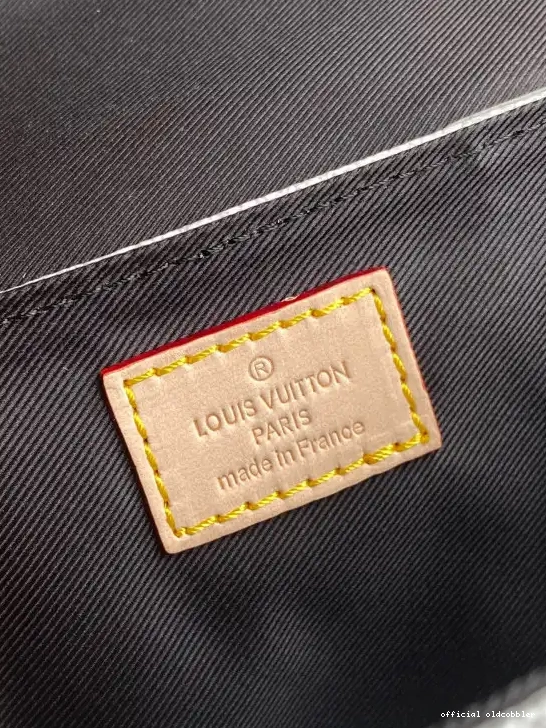 ®
LOUIS VUITTON
PARIS
made in France
official oldcobbler